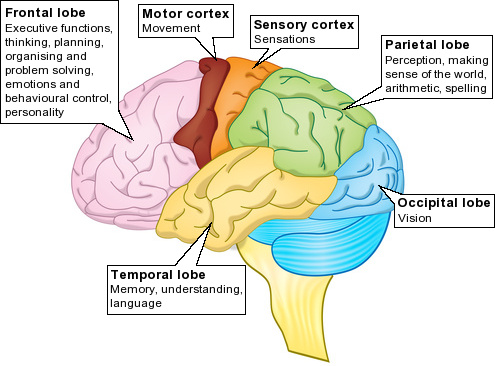 Frontal lobe
Executive functions,
thinking, planning,
organising and
problem solving,
emotions and
behavioural control,
personality
Motor cortex
Movement
Sensory cortex
Sensations
Parietal lobe
Perception, making
sense of the world,
arithmetic, spelling
Occipital lobe
Vision
Temporal lobe
Memory, understanding,
language